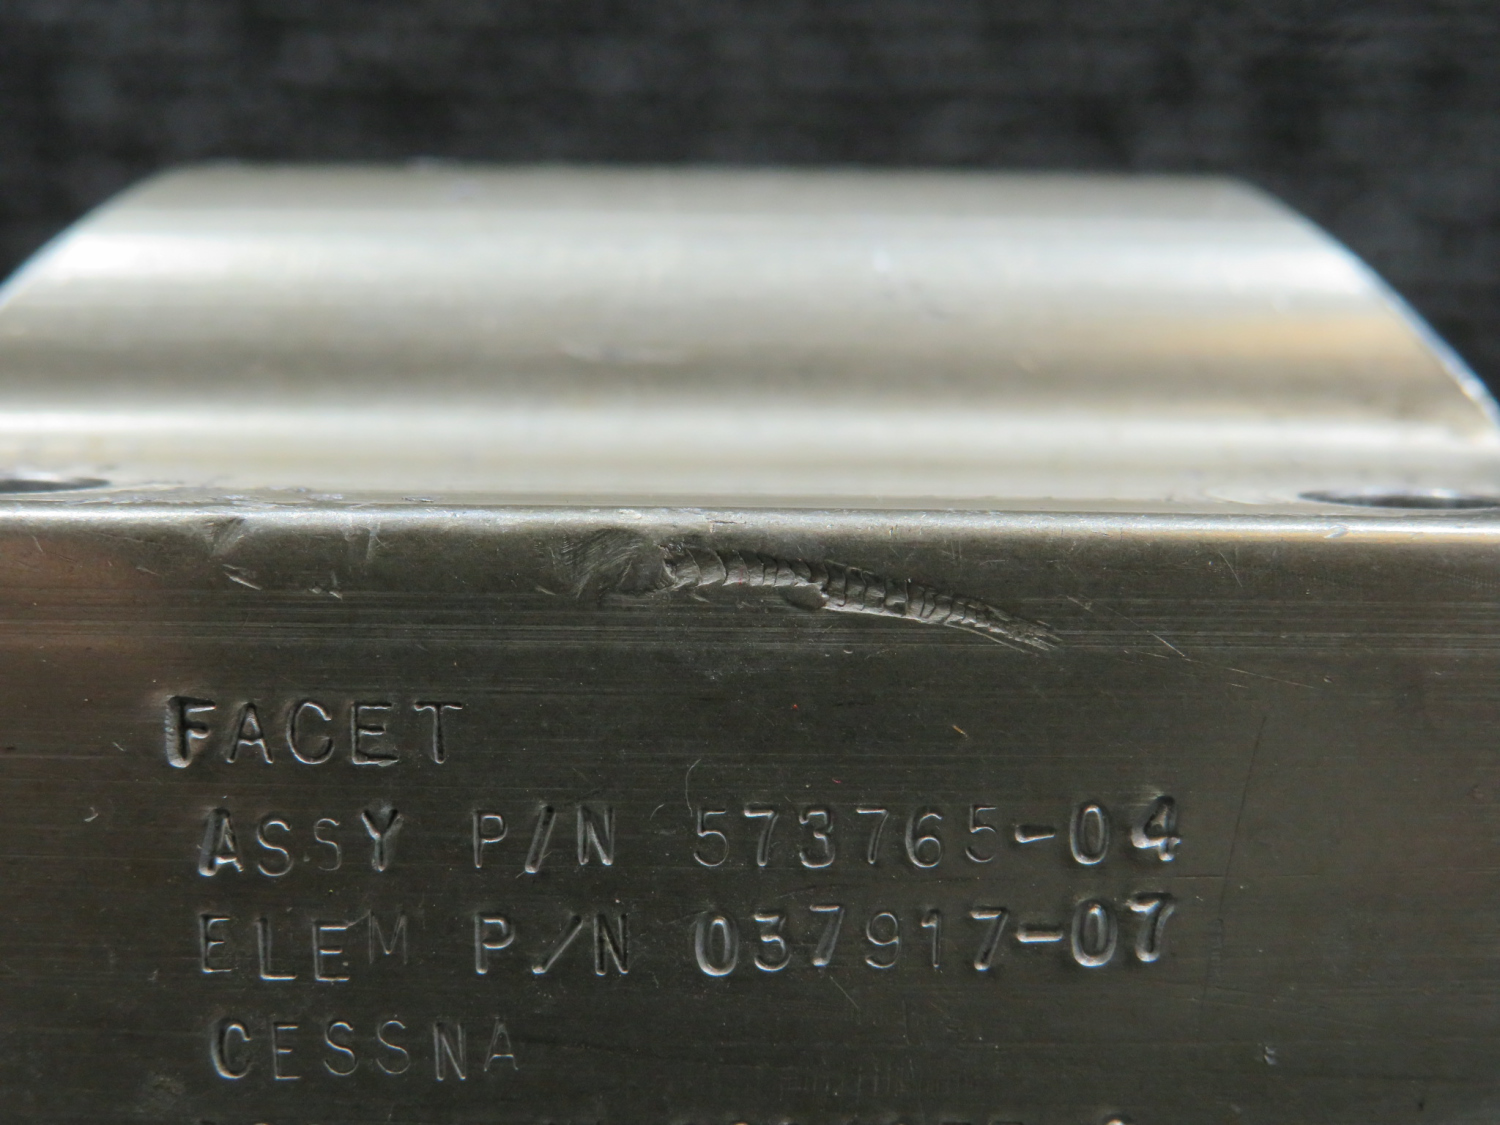 FACET
ASSY P/N 573765-04
ELEM P/N 037917-07
CESSNA